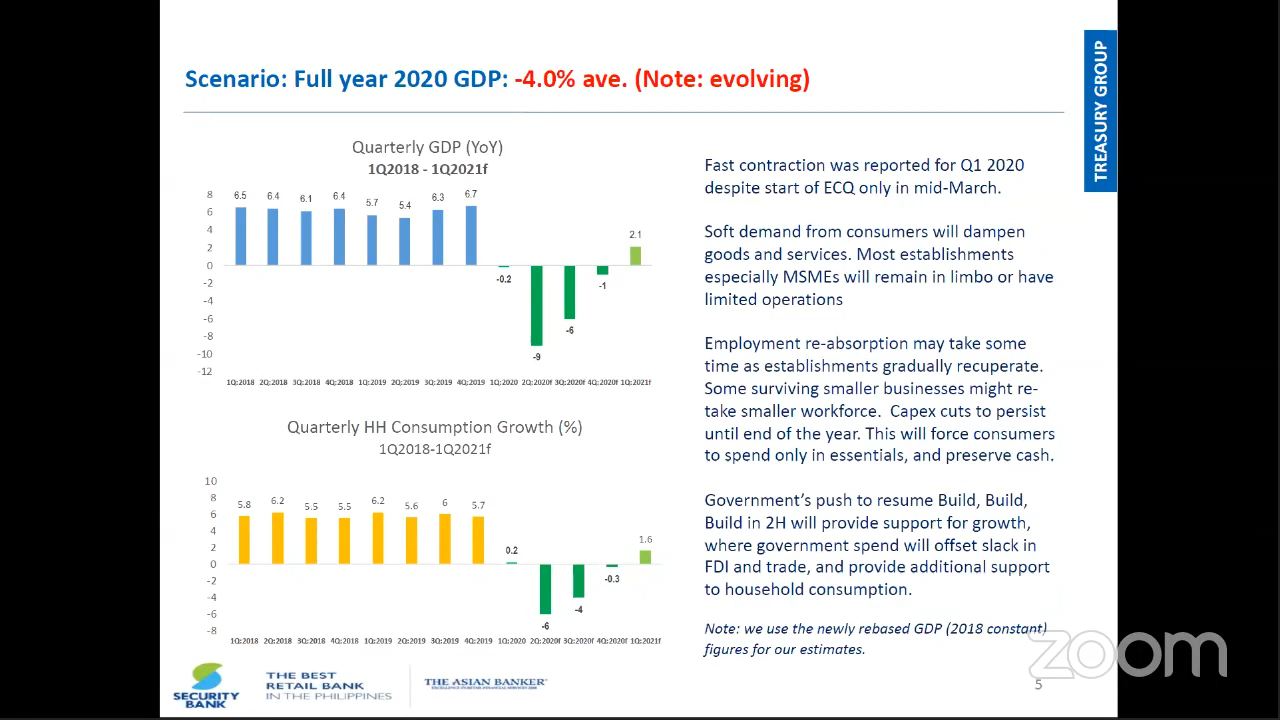 Scenario: Full year 2020 GDP: -4.0% ave. (Note: evolving)
TREASURY GROUP
Quarterly GDP (YoY)
1Q2018 - 1Q2021f
8
6
4
2
0
-2
-4
-6
-8
-10
-12
6.5 6.4 6.1 6.4 5.7 5.4 6.3 6.7 -0.2 -9 -6 -1 2.1
1Q:2018 2Q:2018 3Q:2018 4Q:2018 1Q:2019 2Q:2019 3Q:2019 4Q:2019 1Q:2020 2Q:2020f 3Q:2020f 4Q:2020f 1Q:2021f
Quarterly HH Consumption Growth (%)
1Q2018-1Q2021f
10
8
6
4
2
0
-2
-4
-6
-8
5.8 6.2 5.5 5.5 6.2 5.6 6 5.7 0.2 -6 -4 -0.3 1.6
1Q:2018 2Q:2018 3Q:2018 4Q:2018 1Q:2019 2Q:2019 3Q:2019 4Q:2019 1Q:2020 2Q:2020f 3Q:2020f 4Q:2020f 1Q:2021f
Fast contraction was reported for Q1 2020
despite start of ECQ only in mid-March.
Soft demand from consumers will dampen
goods and services. Most establishments
especially MSMEs will remain in limbo or have
limited operations
Employment re-absorption may take some
time as establishments gradually recuperate.
Some surviving smaller businesses might re-
take smaller workforce. Capex cuts to persist
until end of the year. This will force consumers
to spend only in essentials, and preserve cash.
Government's push to resume Build, Build,
Build in 2H will provide support for growth,
where government spend will offset slack in
FDI and trade, and provide additional support
to household consumption.
Note: we use the newly rebased GDP (2018 constant)
figures for our estimates.
SECURITY
BANK
THE BEST
RETAIL BANK
IN THE PHILIPPINES
THE ASIAN BANKER
zoom
5